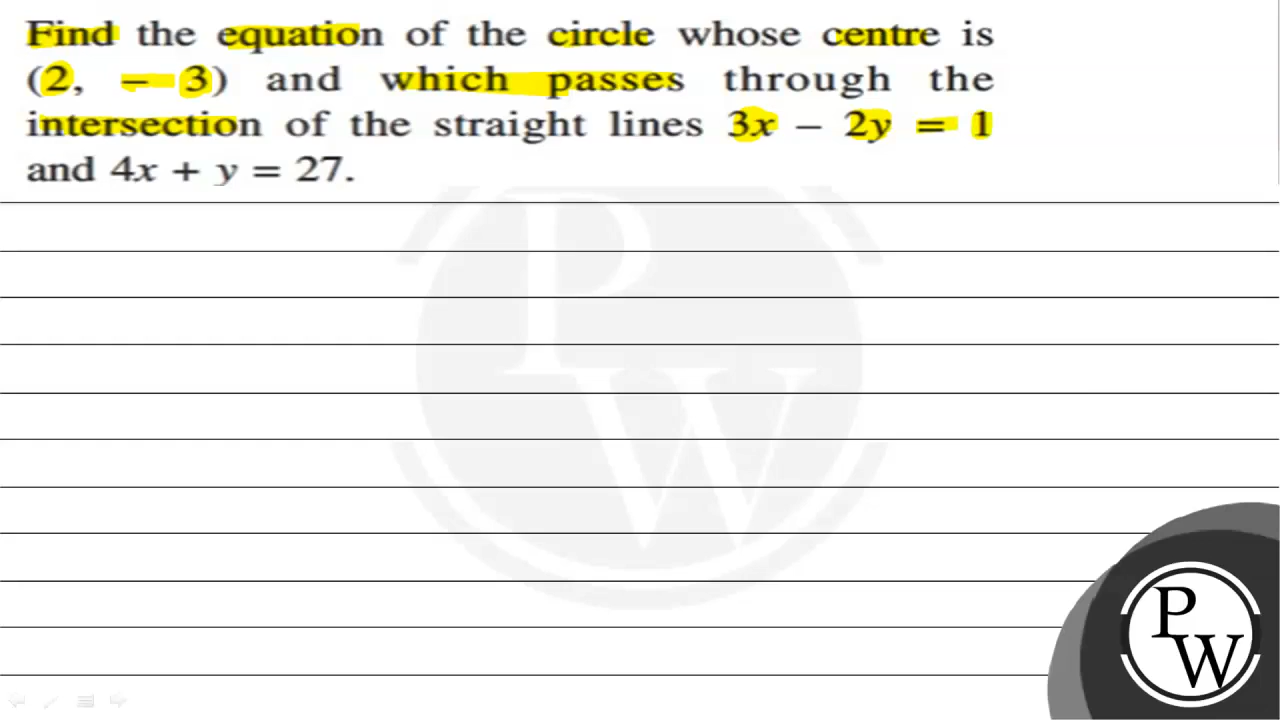 Find the equation of the circle whose centre is
(2, − 3) and which passes through the
intersection of the straight lines 3x − 2y = 1
and 4x + y = 27.
P
W
P
W